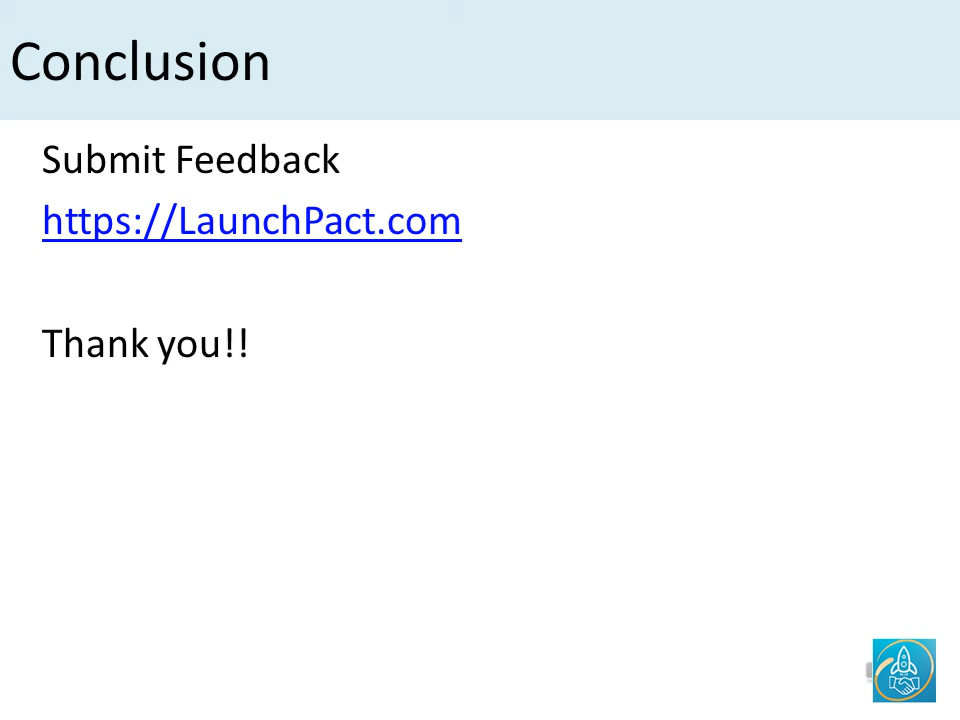 Conclusion
Submit Feedback
https://LaunchPact.com
Thank you!!